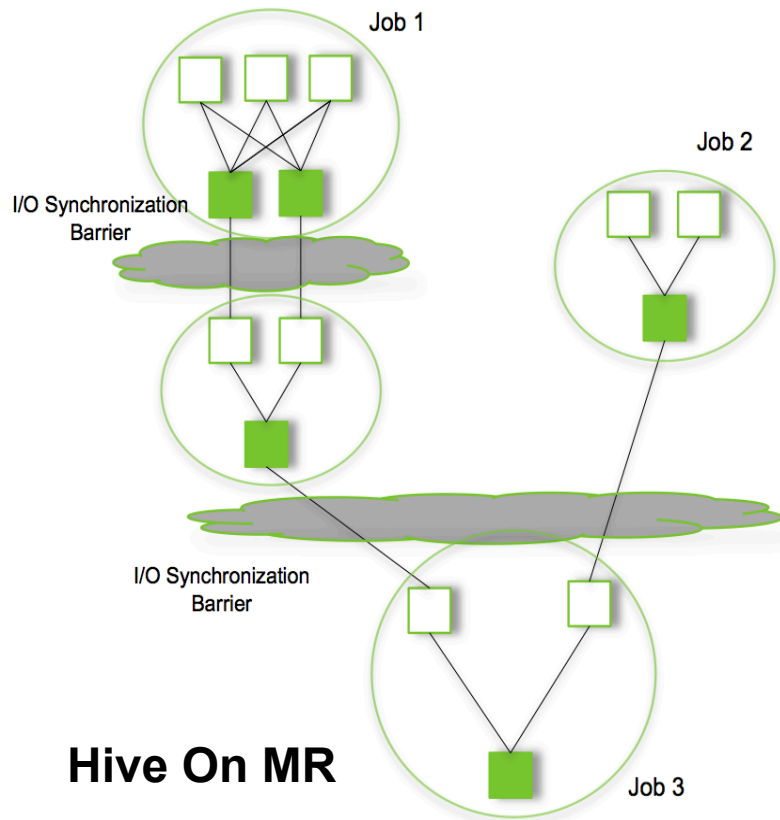 Job 1
Job 2
I/O Synchronization
Barrier
I/O Synchronization
Barrier
Hive On MR
Job 3